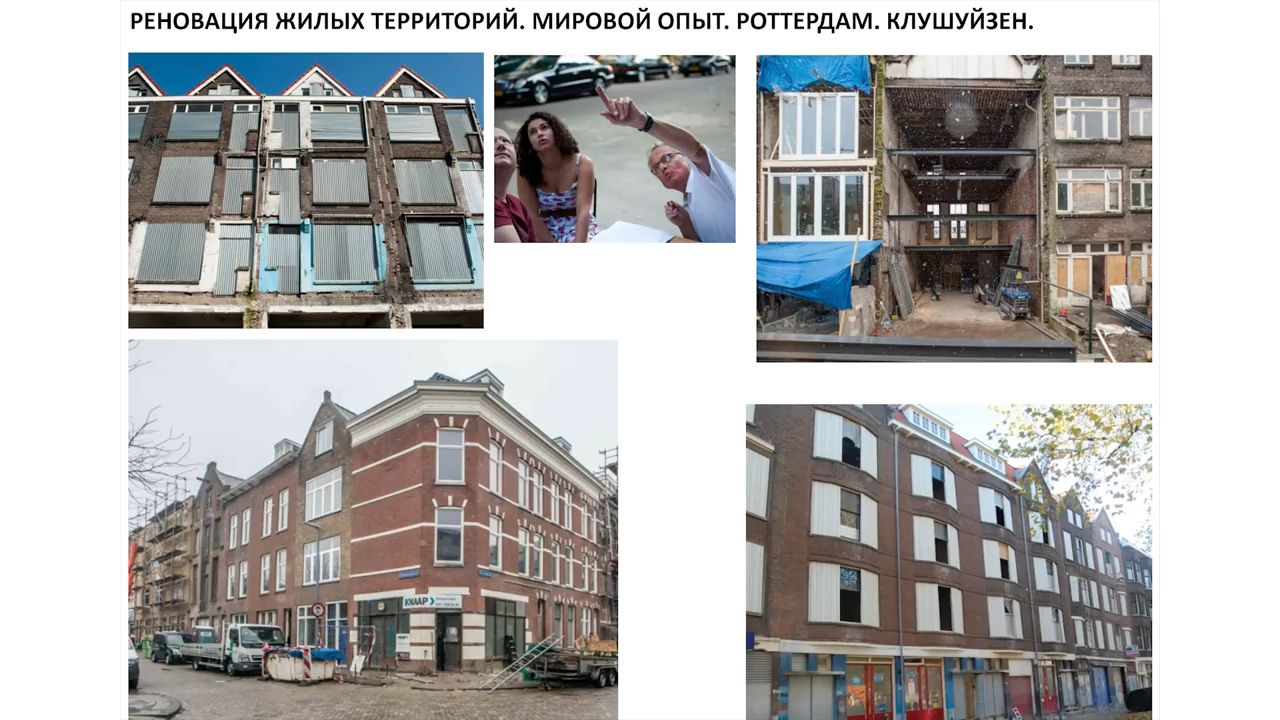 РЕНОВАЦИЯ ЖИЛЫХ ТЕРРИТОРИЙ. МИРОВОЙ ОПЫТ. РОТТЕРДАМ. КЛУШУЙЗЕН.
KNAAP